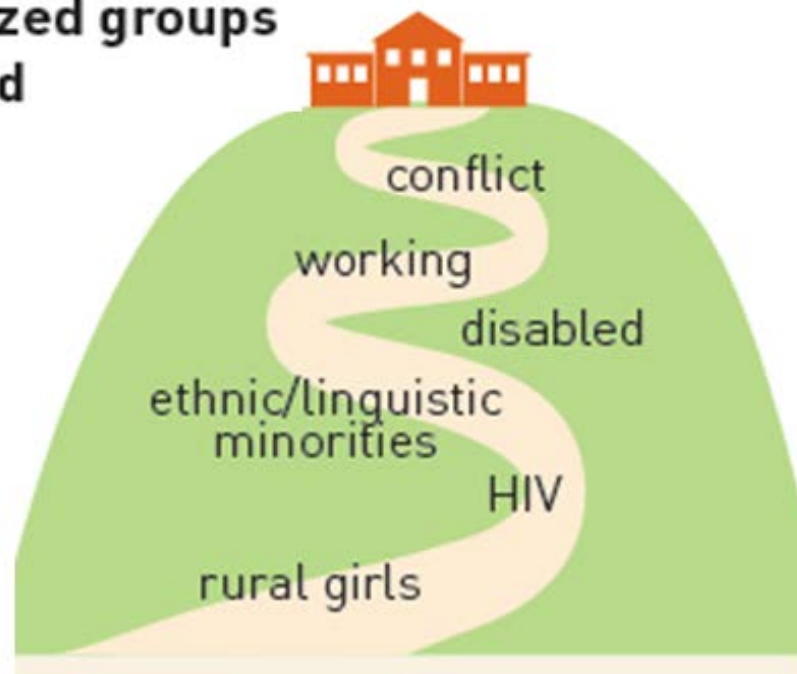 zed groups
d
conflict
working
disabled
ethnic/linguistic
minorities
HIV
rural girls